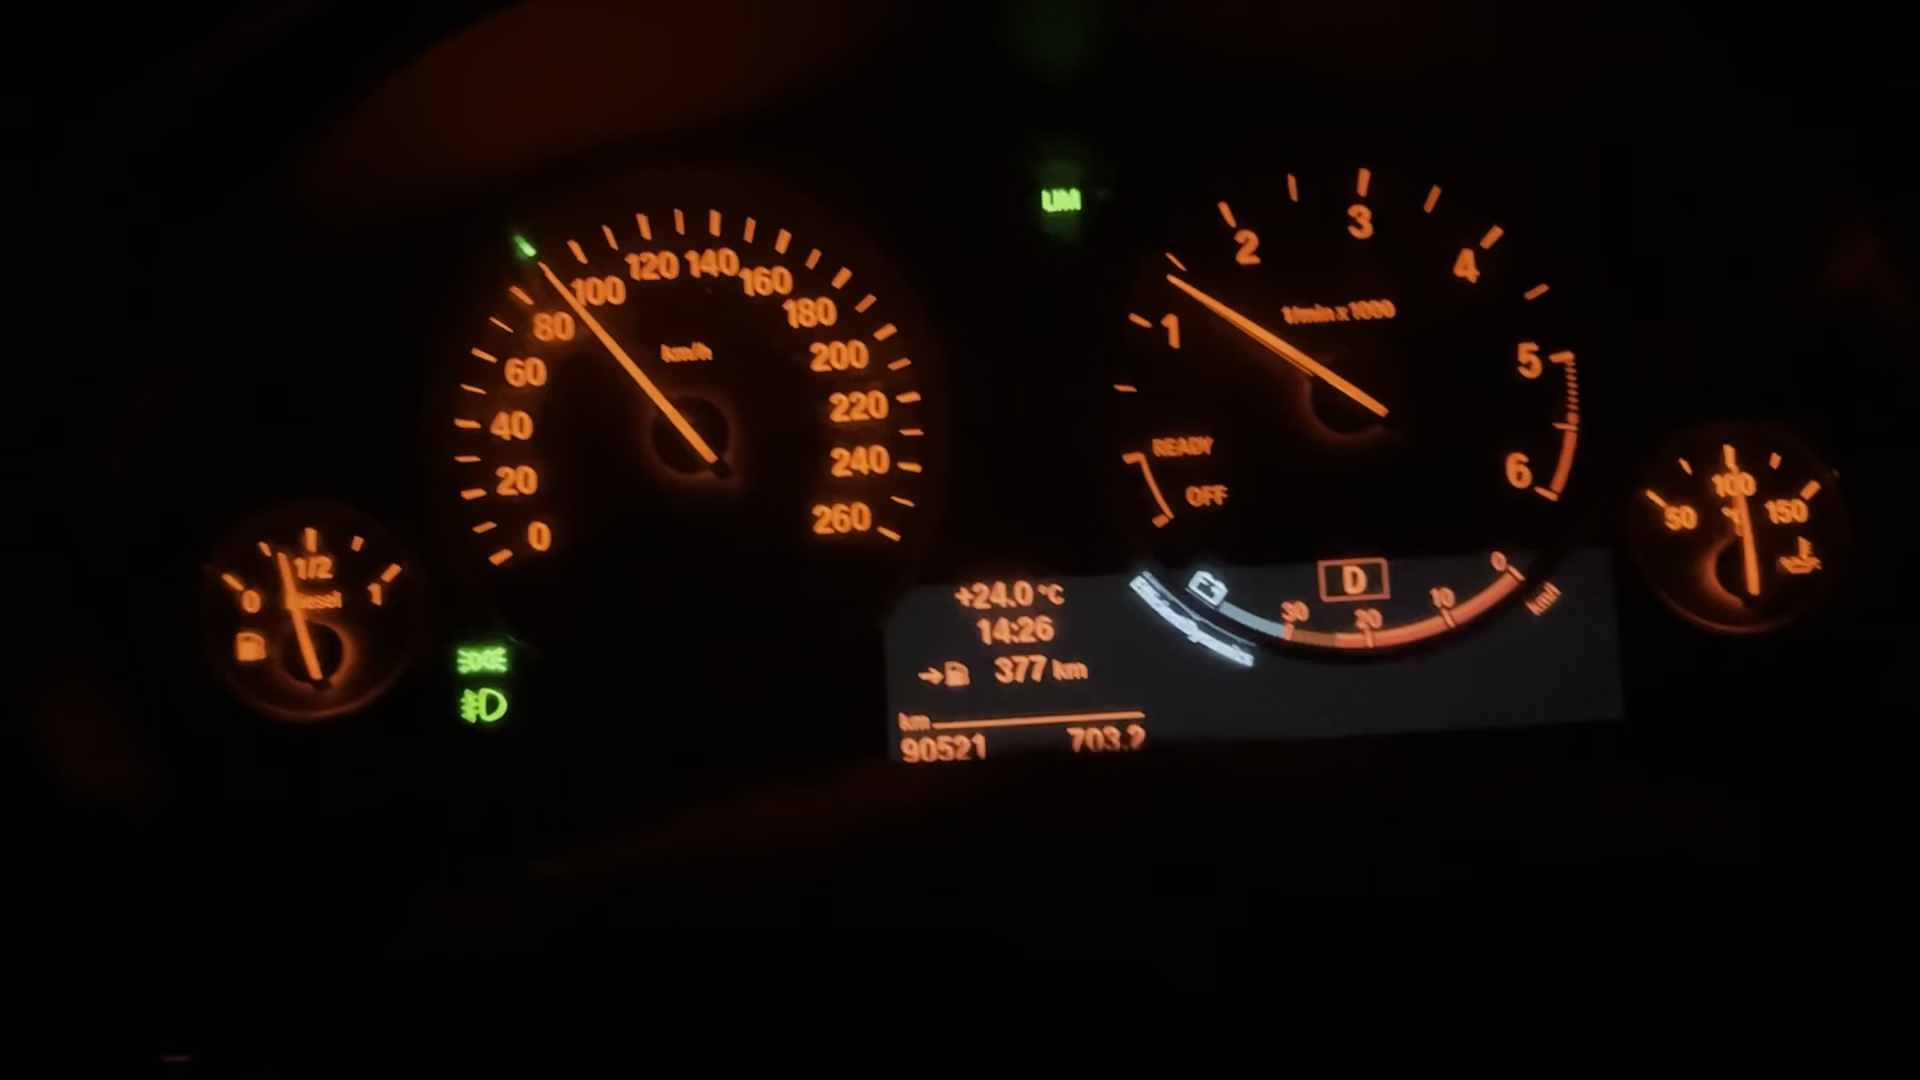 LIM
0
20
40
60
80
100
120
140
160
180
200
220
240
260
km/h
1
2
3
4
5
6
1/min x 1000
READY
OFF
0
1/2
1
diesel
50
100
150
°C
+24.0 °C
14:26
377 km
km
90521 703.2
D
30
20
10
0
km/l
EfficientDynamics